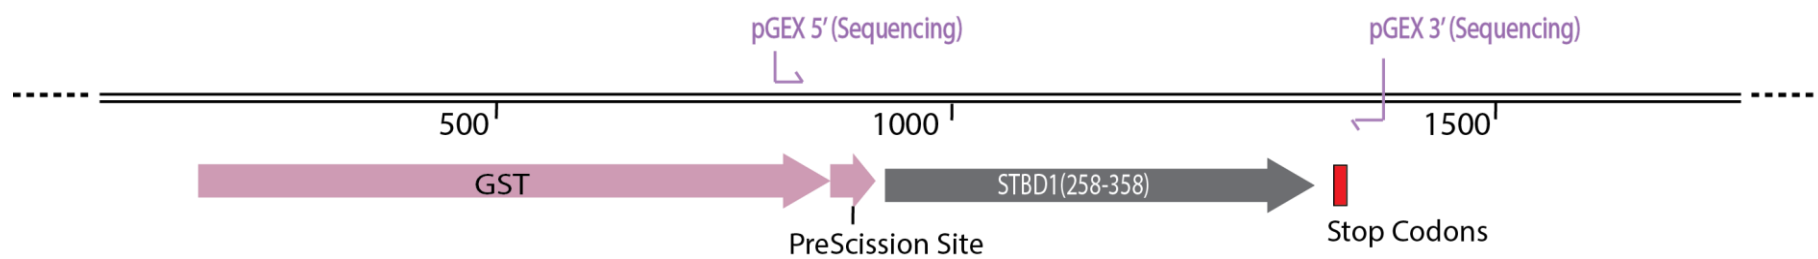 pGEX 5' (Sequencing)
pGEX 3' (Sequencing)
500
1000
1500
GST
STBD1(258-358)
PreScission Site
Stop Codons